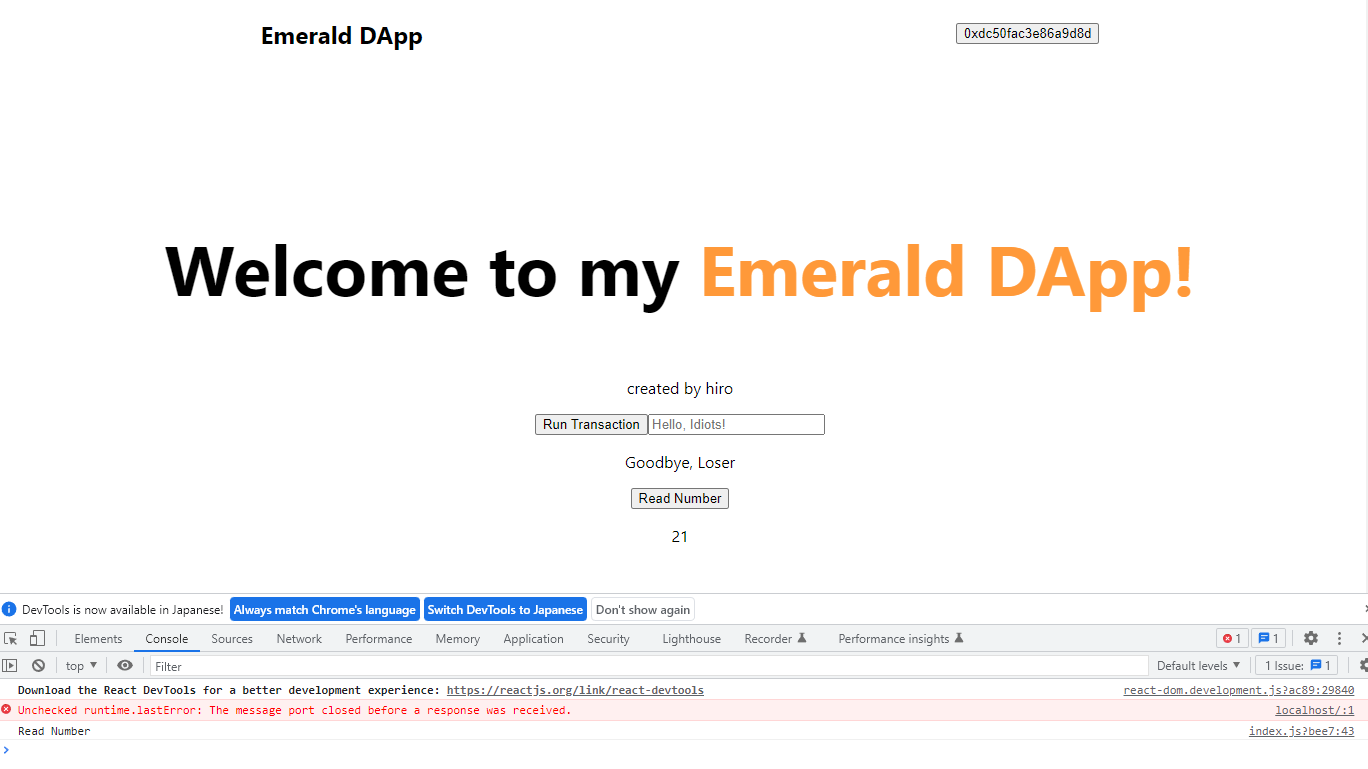 Emerald DApp 0xdc50fac3e86a9d8d
Welcome to my Emerald DApp!
created by hiro
Run Transaction Hello, Idiots!
Goodbye, Loser
Read Number
21
DevTools is now available in Japanese! Always match Chrome's language Switch DevTools to Japanese Don't show again
Elements Console Sources Network Performance Memory Application Security Lighthouse Recorder Performance insights 1 1
top Filter Default levels 1 Issue: 1
Download the React DevTools for a better development experience: https://reactjs.org/link/react-devtools react-dom.development.js?ac89:29840
Unchecked runtime.lastError: The message port closed before a response was received. localhost/:1
Read Number index.js?bee7:43